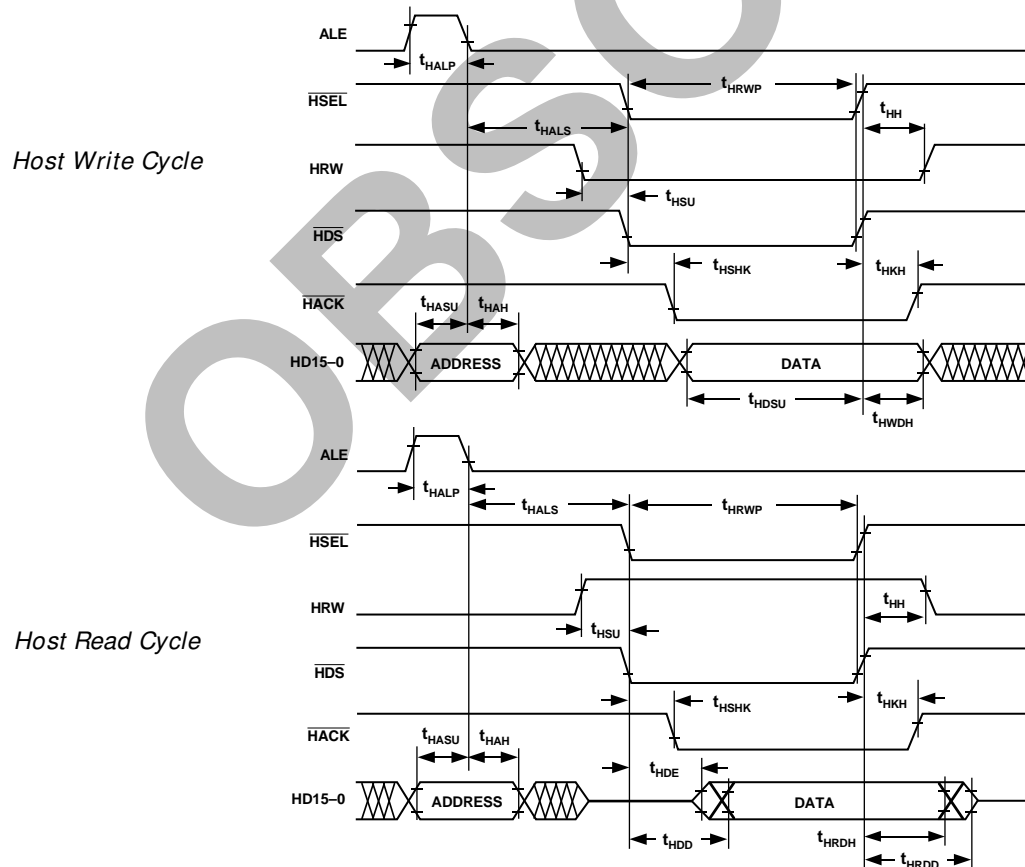 OBSO
Host Write Cycle
ALE
tHALP
HSEL
tHRWP
tHALS
tHH
HRW
tHSU
HDS
tHSHK
tHKH
HACK
tHASU
tHAH
HD15–0
ADDRESS
DATA
tHDSU
tHWDH
Host Read Cycle
ALE
tHALP
tHALS
tHRWP
HSEL
HRW
tHH
tHSU
HDS
tHSHK
tHKH
HACK
tHASU
tHAH
tHDE
HD15–0
ADDRESS
DATA
tHDD
tHRDH
tHRDD